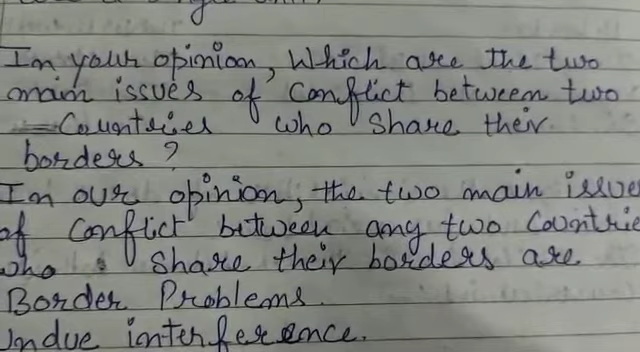 In your opinion, Which are the two
main issues of conflict between two
Countries who share their
borders ?
In our opinion, the two main issue
of conflict between any two Countrie
who share their borders are
Border Problems.
Undue interference.